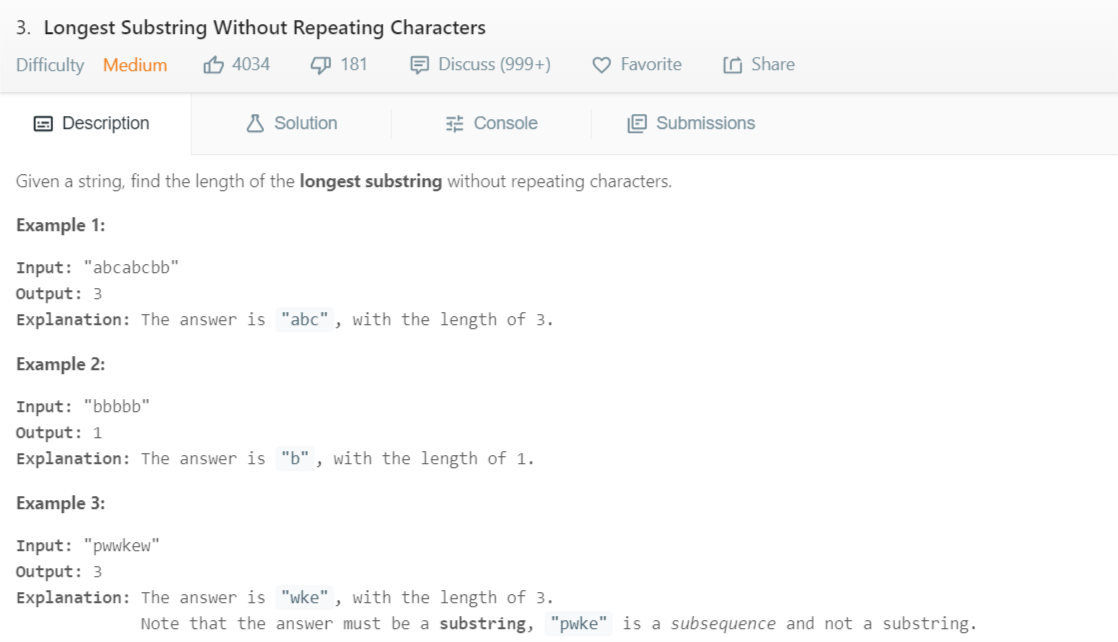 3. Longest Substring Without Repeating Characters
Difficulty Medium 4034 181 Discuss (999+) Favorite Share
Description Solution Console Submissions
Given a string, find the length of the longest substring without repeating characters.
Example 1:
Input: "abcabcbb"
Output: 3
Explanation: The answer is "abc", with the length of 3.
Example 2:
Input: "bbbbb"
Output: 1
Explanation: The answer is "b", with the length of 1.
Example 3:
Input: "pwwkew"
Output: 3
Explanation: The answer is "wke", with the length of 3.
Note that the answer must be a substring, "pwke" is a subsequence and not a substring.